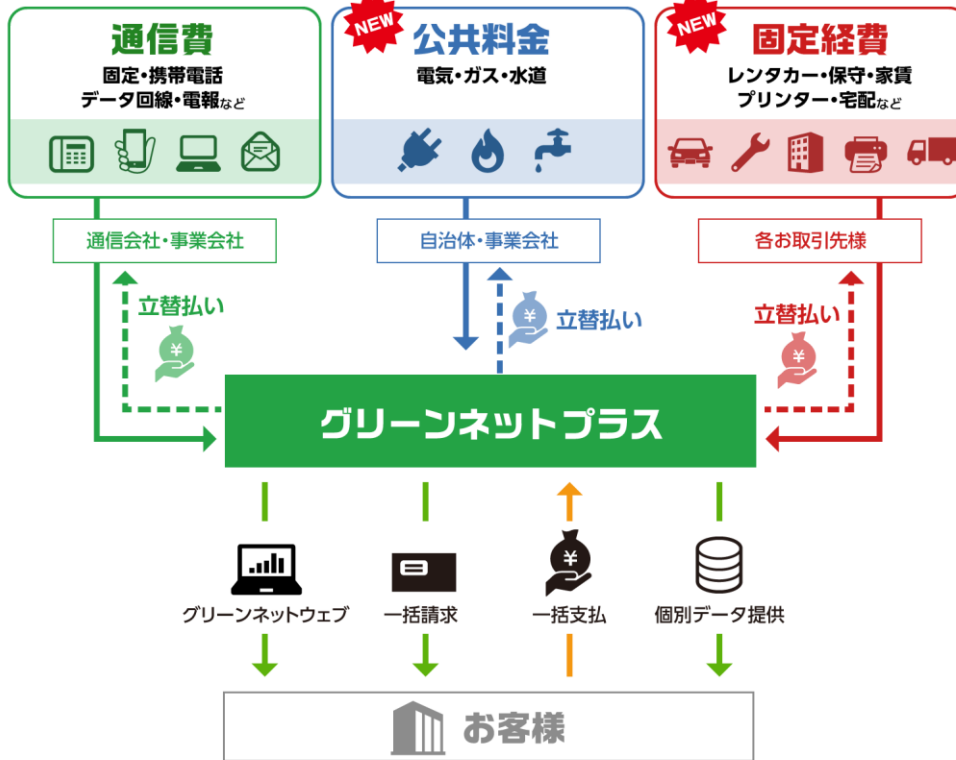 通信費
固定・携帯電話
データ回線・電報など
NEW
公共料金
電気・ガス・水道
NEW
固定経費
レンタカー・保守・家賃
プリンター・宅配など
通信会社・事業会社
自治体・事業会社
各お取引先様
立替払い
¥
立替払い
¥
立替払い
¥
グリーンネットプラス
¥
グリーンネットウェブ
一括請求
一括支払
個別データ提供
お客様